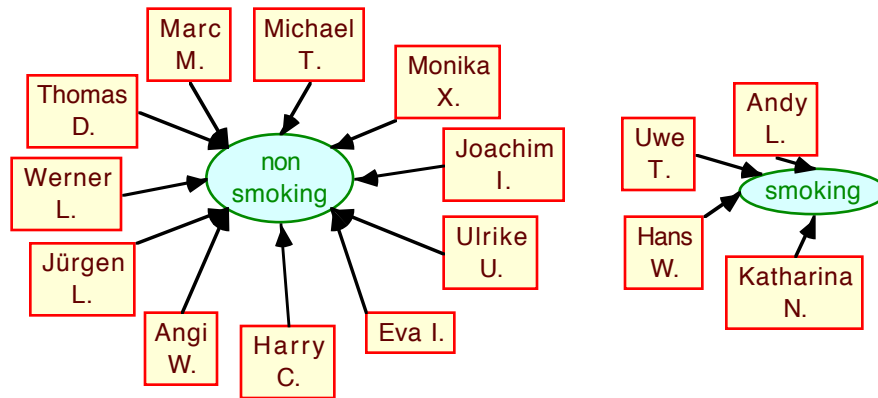 Marc
M.
Michael
T.
Monika
X.
Thomas
D.
non
smoking
Joachim
I.
Werner
L.
Ulrike
U.
Jürgen
L.
Angi
W.
Harry
C.
Eva I.
Andy
L.
Uwe
T.
smoking
Hans
W.
Katharina
N.